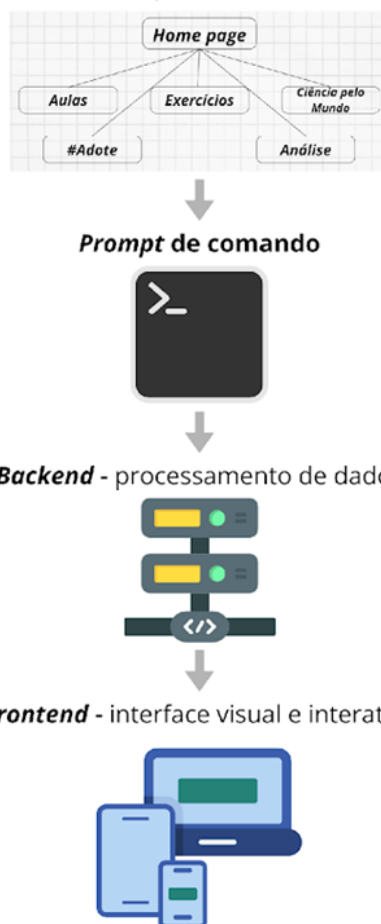 Home page
Aulas
Exercícios
Ciência pelo
Mundo
#Adote
Análise
Prompt de comando
>_
Backend - processamento de dado
</>
rontend - interface visual e interat